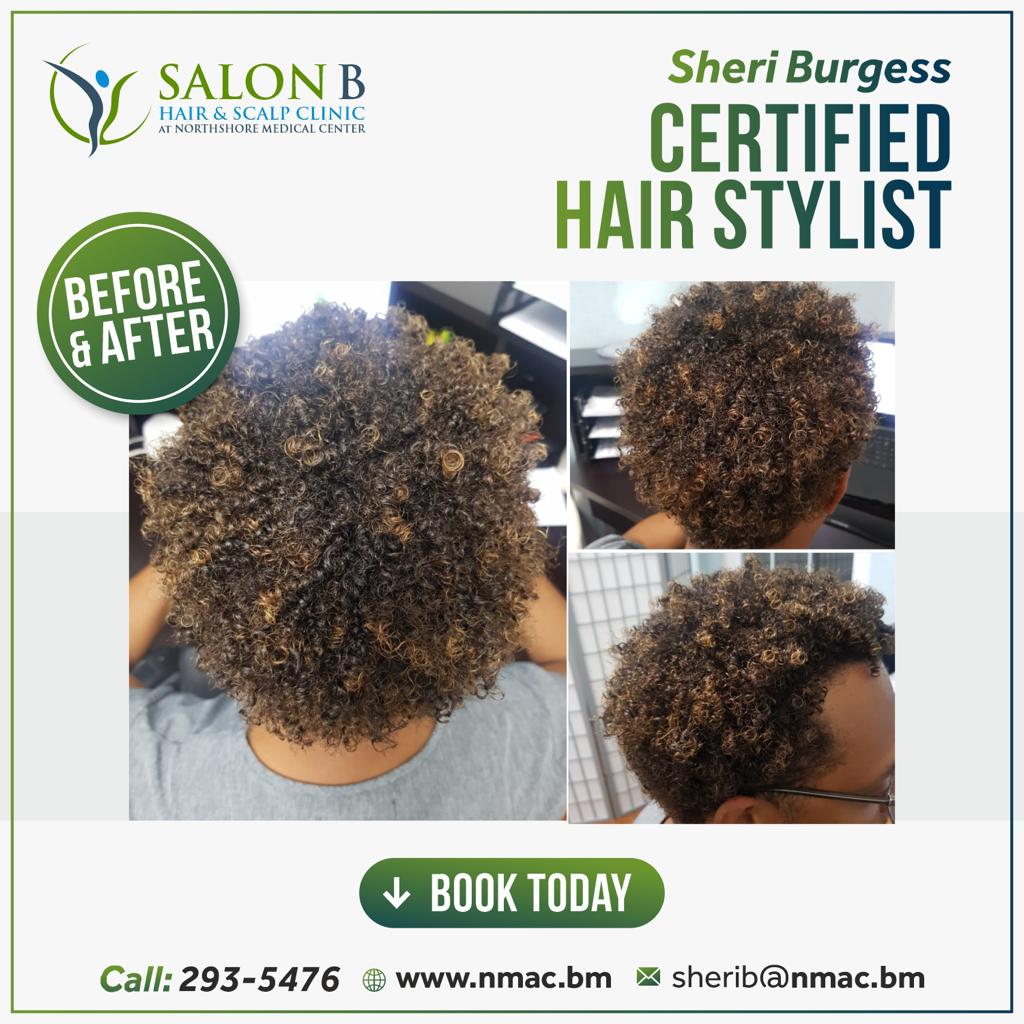 SALON B
HAIR & SCALP CLINIC
AT NORTHSHORE MEDICAL CENTER
Sheri Burgess
CERTIFIED
HAIR STYLIST
BEFORE
& AFTER
BOOK TODAY
Call: 293-5476 www.nmac.bm sherib@nmac.bm